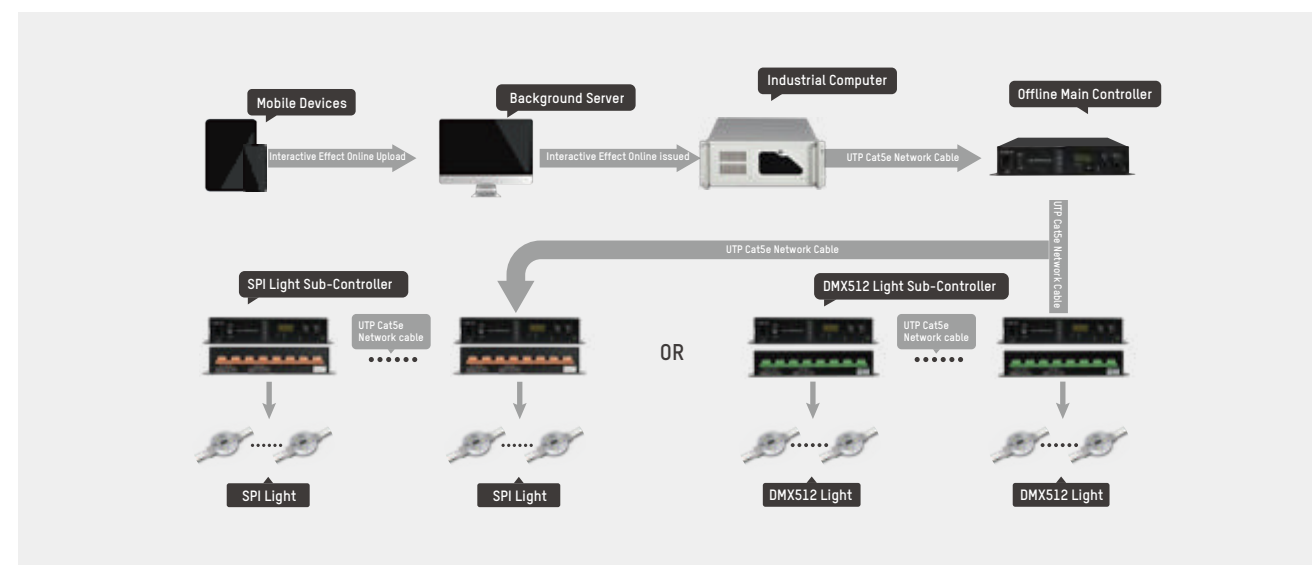 Mobile Devices
Background Server
Industrial Computer
Offline Main Controller
Interactive Effect Online Upload
Interactive Effect Online issued
UTP Cat5e Network Cable
UTP Cat5e Network Cable
UTP Cat5e Network Cable
SPI Light Sub-Controller
DMX512 Light Sub-Controller
UTP Cat5e
Network cable
OR
UTP Cat5e
Network cable
SPI Light
SPI Light
DMX512 Light
DMX512 Light